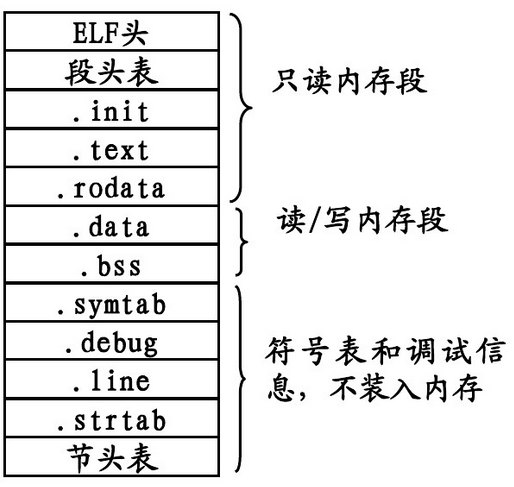 ELF头
段头表
.init
.text
.rodata
.data
.bss
.symtab
.debug
.line
.strtab
节头表
只读内存段
读/写内存段
符号表和调试信
息，不装入内存